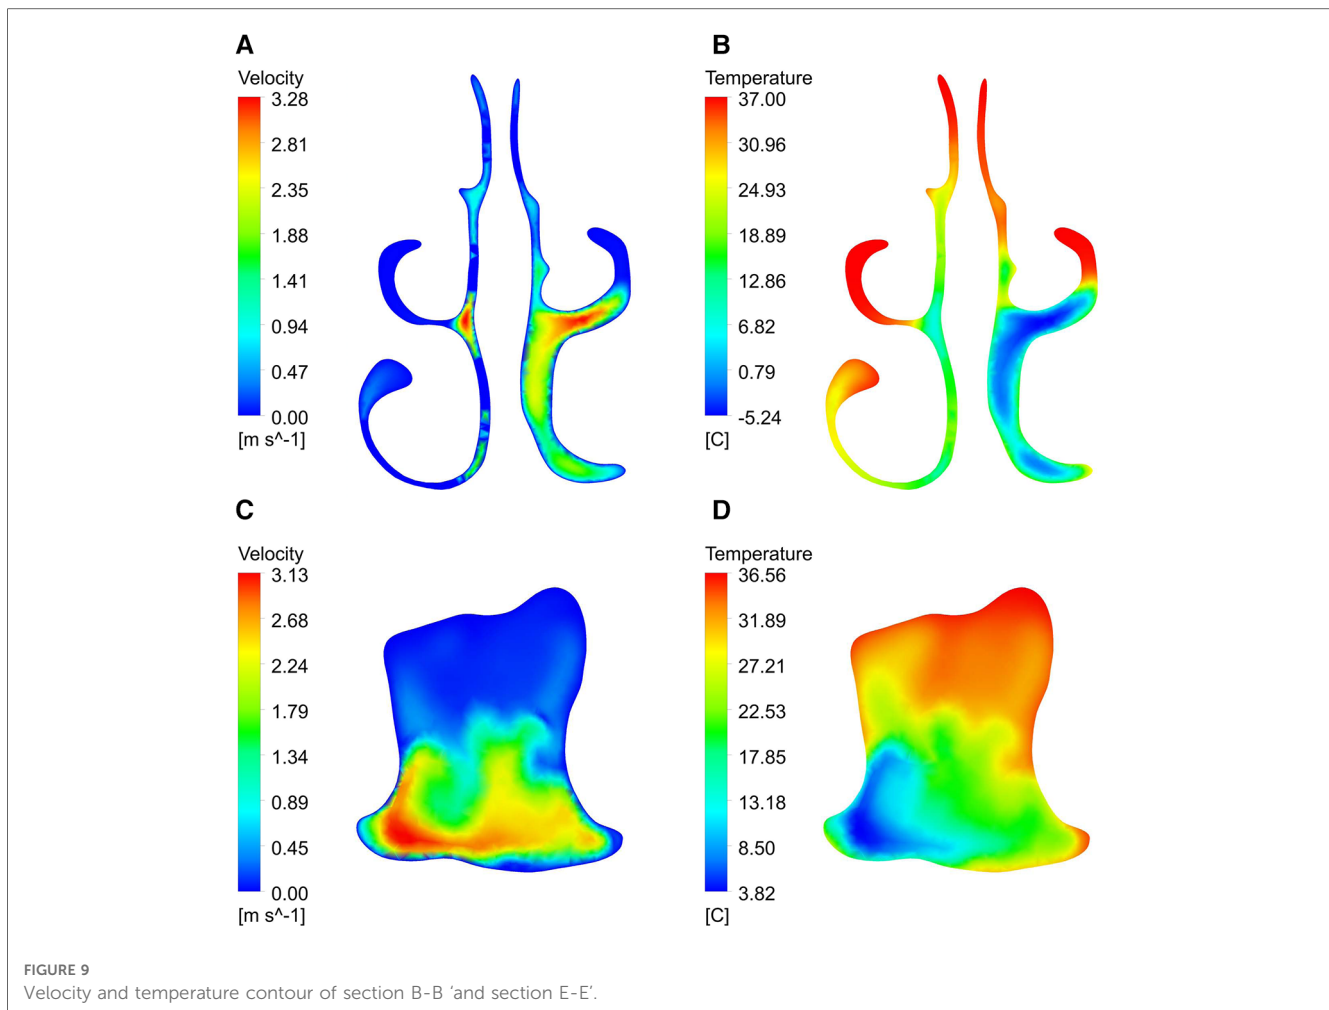 A
Velocity
3.28
2.81
2.35
1.88
1.41
0.94
0.47
0.00
[m s^-1]
B
Temperature
37.00
30.96
24.93
18.89
12.86
6.82
0.79
-5.24
[C]
C
Velocity
3.13
2.68
2.24
1.79
1.34
0.89
0.45
0.00
[m s^-1]
D
Temperature
36.56
31.89
27.21
22.53
17.85
13.18
8.50
3.82
[C]
FIGURE 9
Velocity and temperature contour of section B-B ‘and section E-E’.